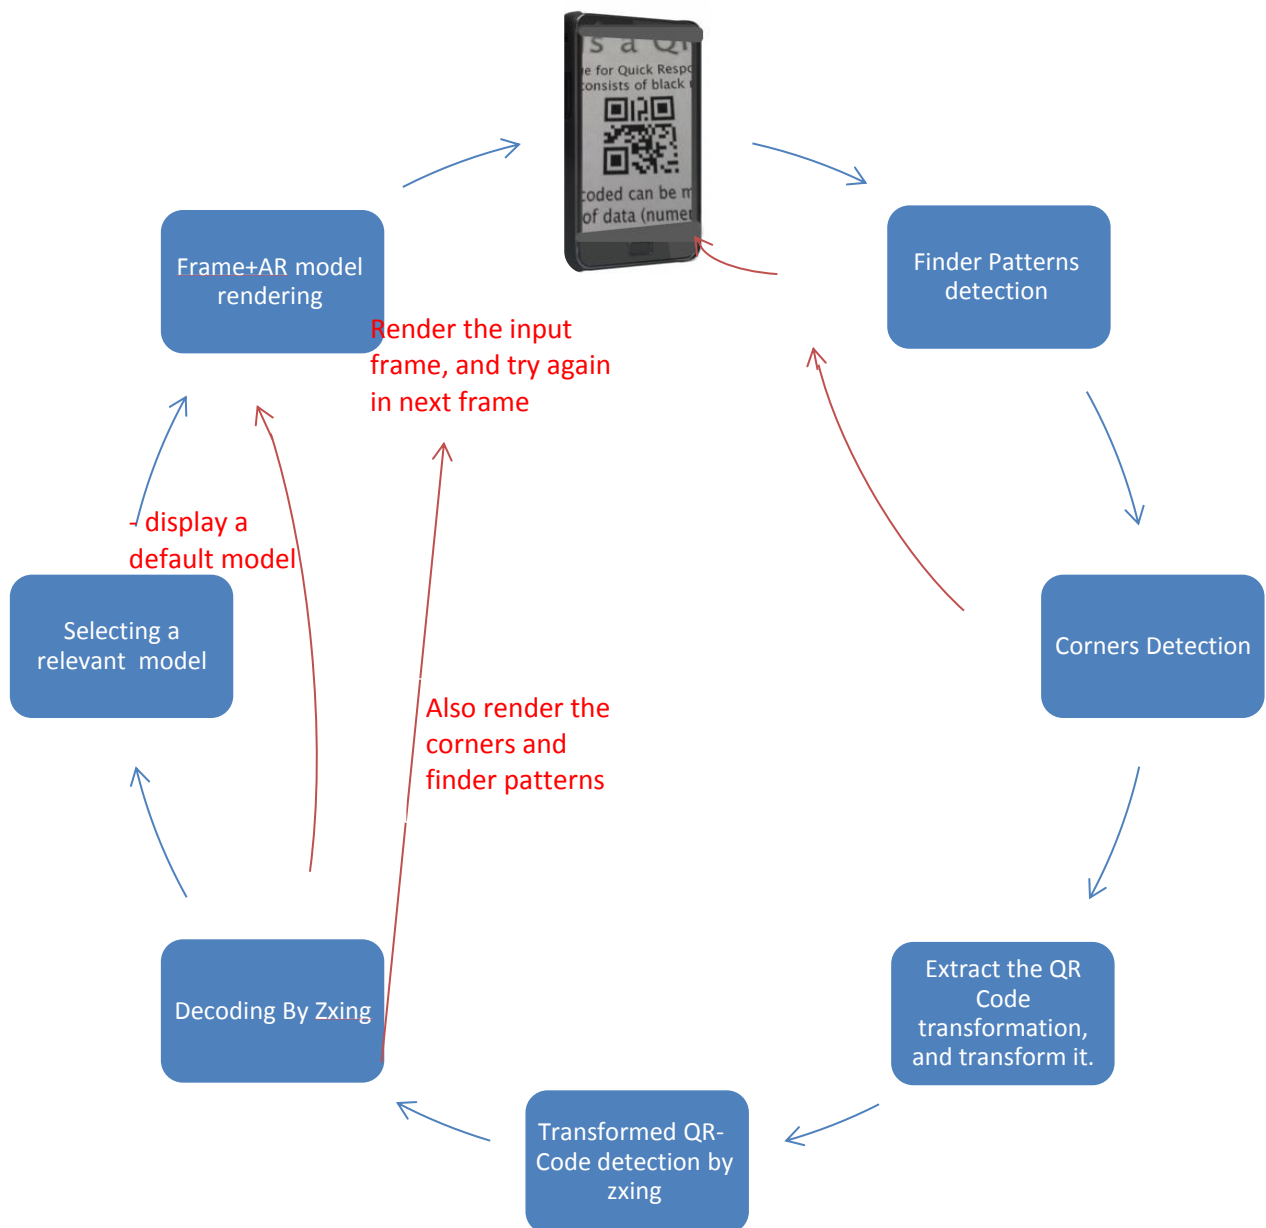 s a QR
e for Quick Respo
consists of black
coded can be m
of data (numer
Finder Patterns
detection
Corners Detection
Extract the QR
Code
transformation,
and transform it.
Transformed QR-
Code detection by
zxing
Decoding By Zxing
Selecting a
relevant  model
Frame+AR model
rendering
Render the input
frame, and try again
in next frame
- display a
default model
Also render the
corners and
finder patterns